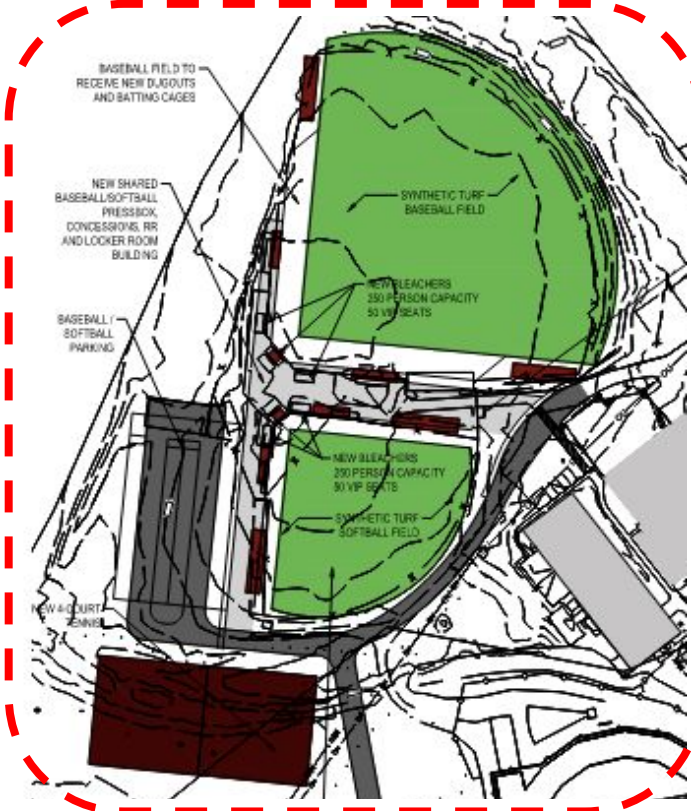 BASEBALL FIELD TO
RECEIVE NEW DUGOUTS
AND BATTING CAGES
NEW SHARED
BASEBALL/SOFTBALL
PRESSBOX,
CONCESSIONS, RR
AND LOCKER ROOM
BUILDING
SYNTHETIC TURF
BASEBALL FIELD
NEW BLEACHERS
250 PERSON CAPACITY
50 VIP SEATS
BASEBALL /
SOFTBALL
PARKING
NEW BLEACHERS
250 PERSON CAPACITY
50 VIP SEATS
SYNTHETIC TURF
SOFTBALL FIELD
NEW 4-COURT
TENNIS